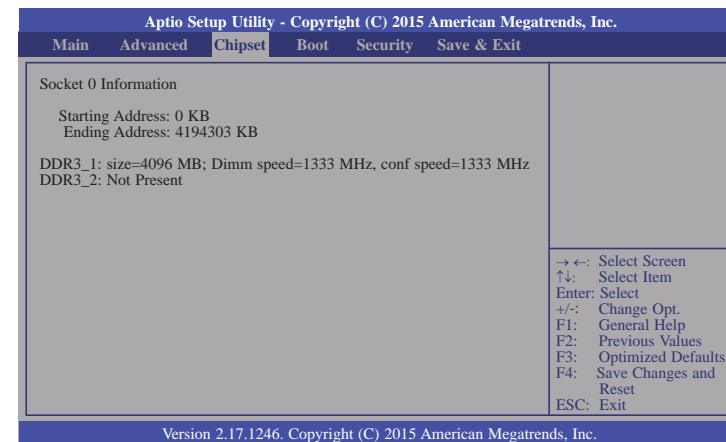 Aptio Setup Utility - Copyright (C) 2015 American Megatrends, Inc.
Main Advanced Chipset Boot Security Save & Exit
Socket 0 Information
Starting Address: 0 KB
Ending Address: 4194303 KB
DDR3_1: size=4096 MB; Dimm speed=1333 MHz, conf speed=1333 MHz
DDR3_2: Not Present
→ ←: Select Screen
↑↓: Select Item
Enter: Select
+/-: Change Opt.
F1: General Help
F2: Previous Values
F3: Optimized Defaults
F4: Save Changes and
Reset
ESC: Exit
Version 2.17.1246. Copyright (C) 2015 American Megatrends, Inc.